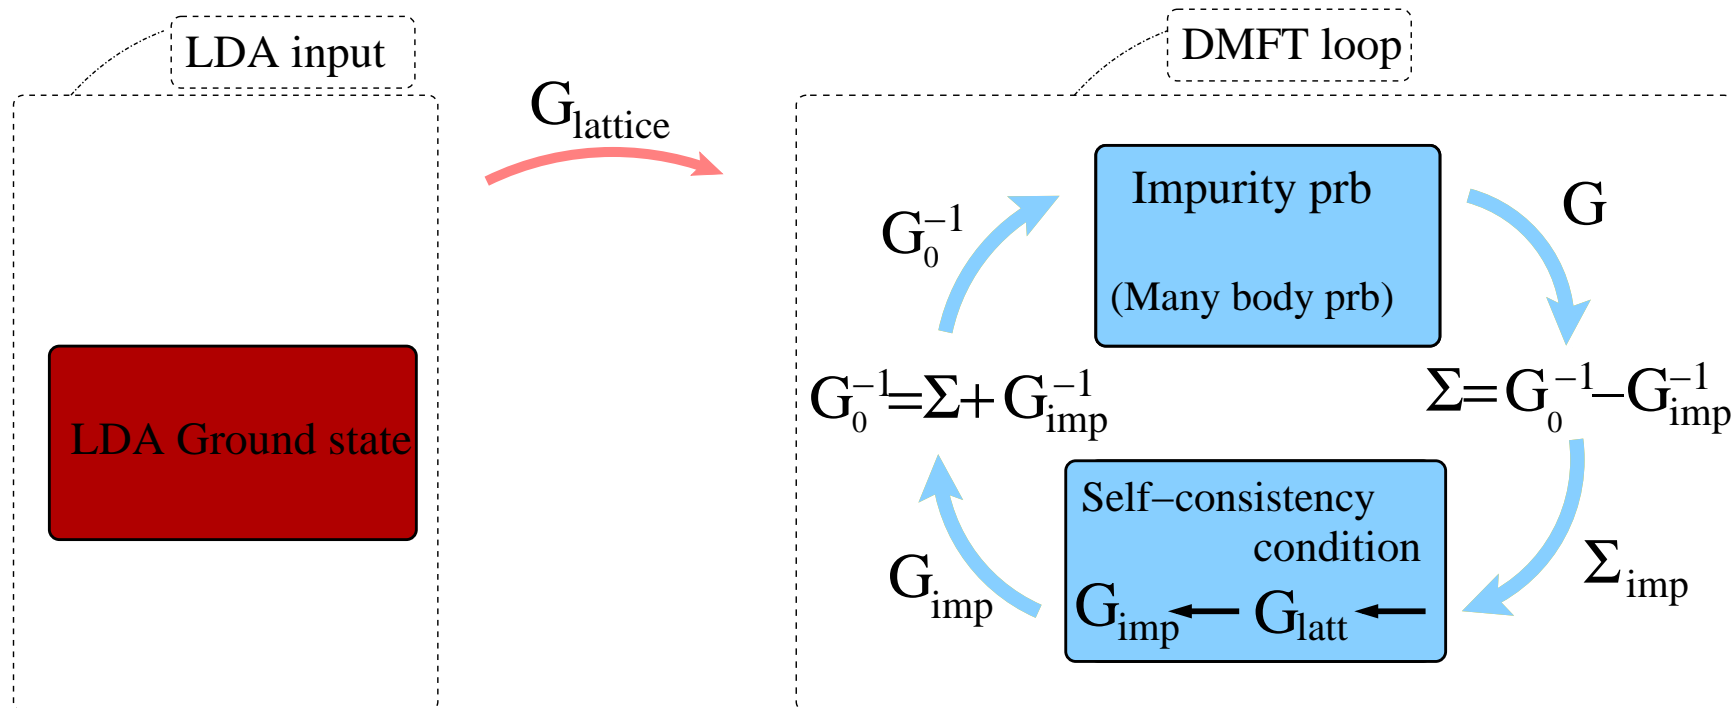 LDA input
DMFT loop
G_lattice
G_0^−1
Impurity prb
(Many body prb)
G
G_0^−1=Σ+G_imp^−1
Σ=G_0^−1−G_imp^−1
LDA Ground state
Self−consistency
condition
G_imp ← G_latt ←
G_imp
Σ_imp